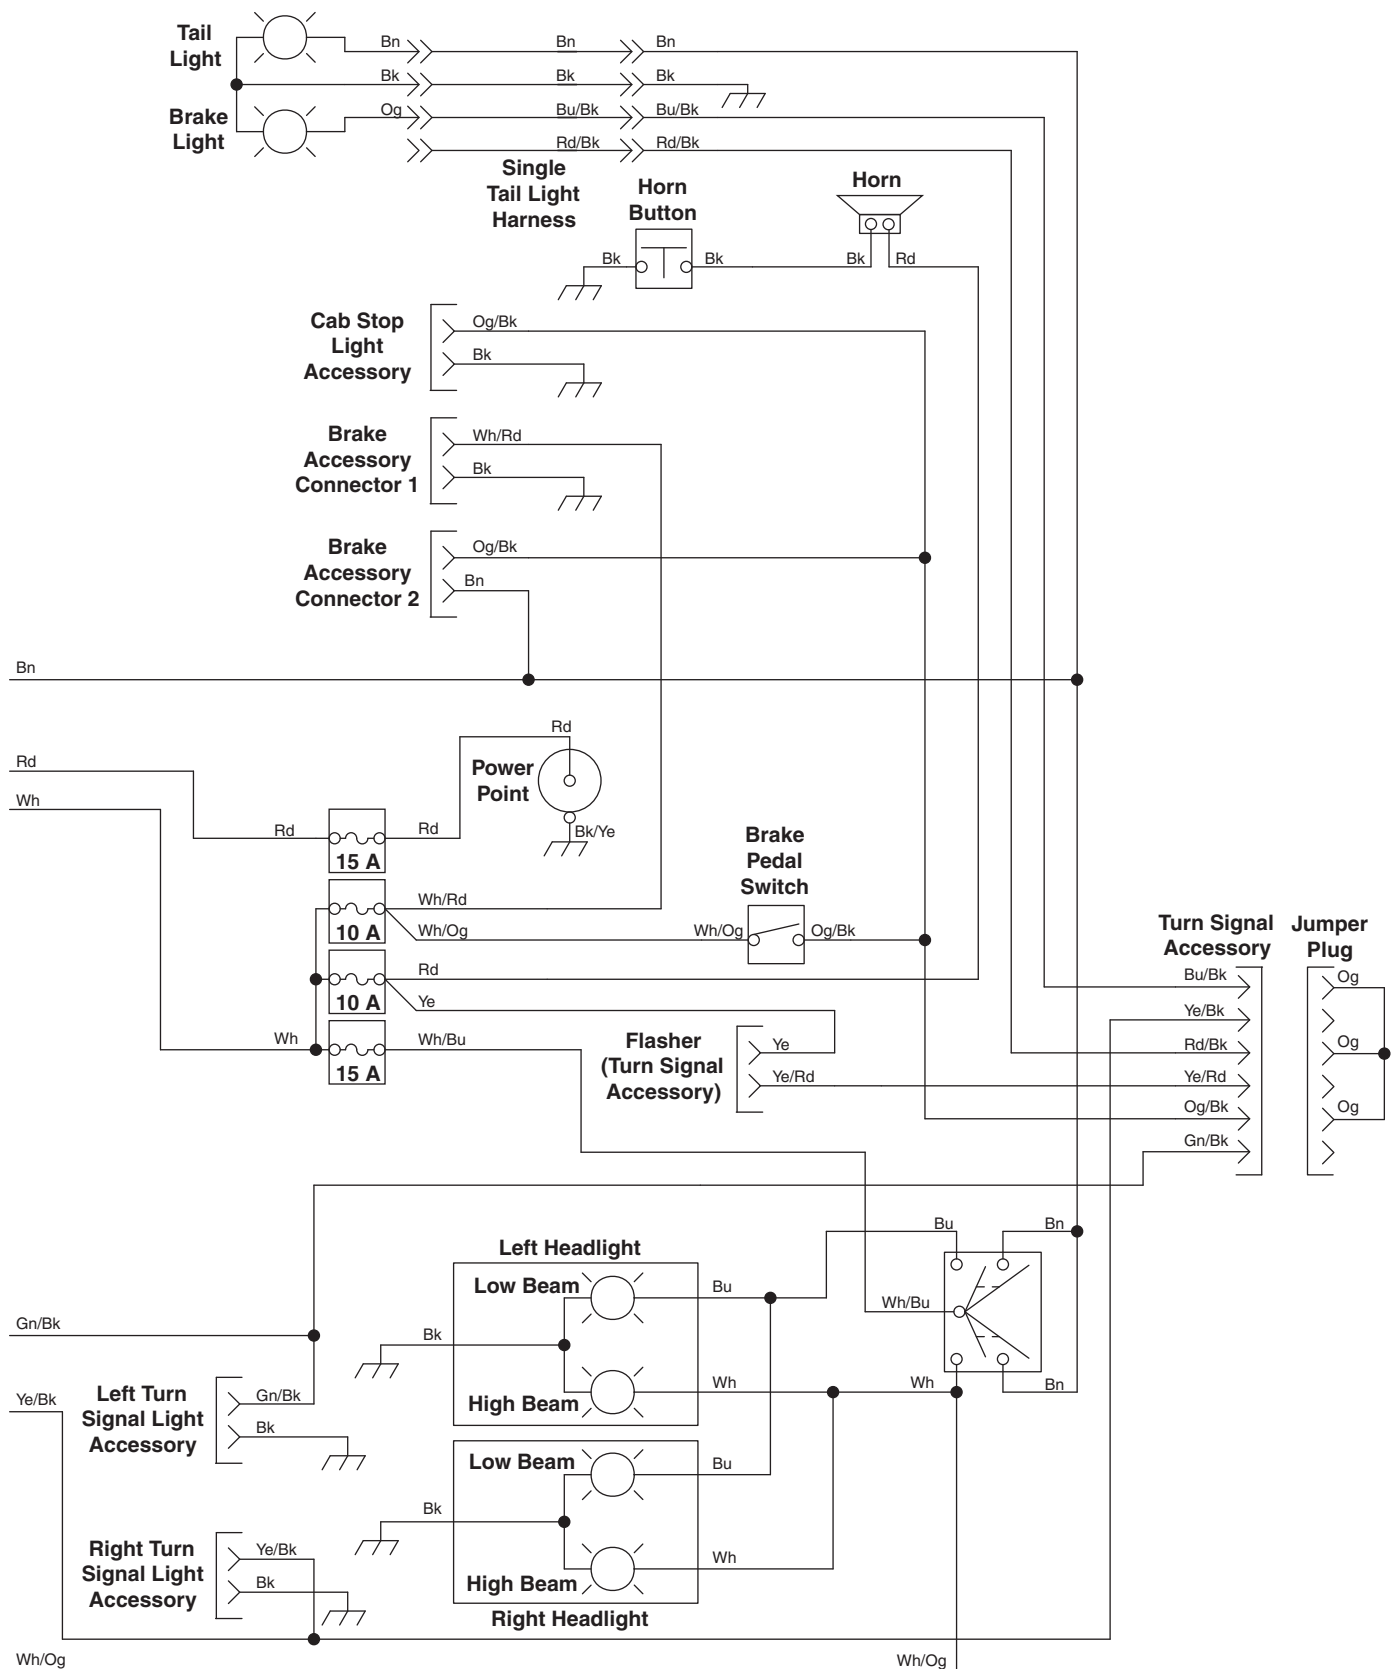 Tail
Light
Bn
Bn
Bn
Bk
Bk
Bk
Brake
Light
Og
Bu/Bk
Bu/Bk
Rd/Bk
Rd/Bk
Single
Tail Light
Harness
Horn
Button
Horn
Bk
Bk
Bk
Rd
Cab Stop
Light
Accessory
Og/Bk
Bk
Brake
Accessory
Connector 1
Wh/Rd
Bk
Brake
Accessory
Connector 2
Og/Bk
Bn
Bn
Rd
Wh
Rd
Power
Point
Bk/Ye
Rd
15 A
Rd
10 A
Wh/Rd
Wh/Og
Brake
Pedal
Switch
Wh/Og
Og/Bk
10 A
Rd
Ye
Wh
15 A
Wh/Bu
Flasher
(Turn Signal
Accessory)
Ye
Ye/Rd
Turn Signal
Accessory
Jumper
Plug
Bu/Bk
Og
Ye/Bk
Rd/Bk
Og
Ye/Rd
Og/Bk
Og
Gn/Bk
Bu
Bn
Left Headlight
Low Beam
Bu
Wh/Bu
Gn/Bk
Bk
High Beam
Wh
Wh
Bn
Ye/Bk
Left Turn
Signal Light
Accessory
Gn/Bk
Bk
Low Beam
Bu
Bk
High Beam
Wh
Right Headlight
Right Turn
Signal Light
Accessory
Ye/Bk
Bk
Wh/Og
Wh/Og